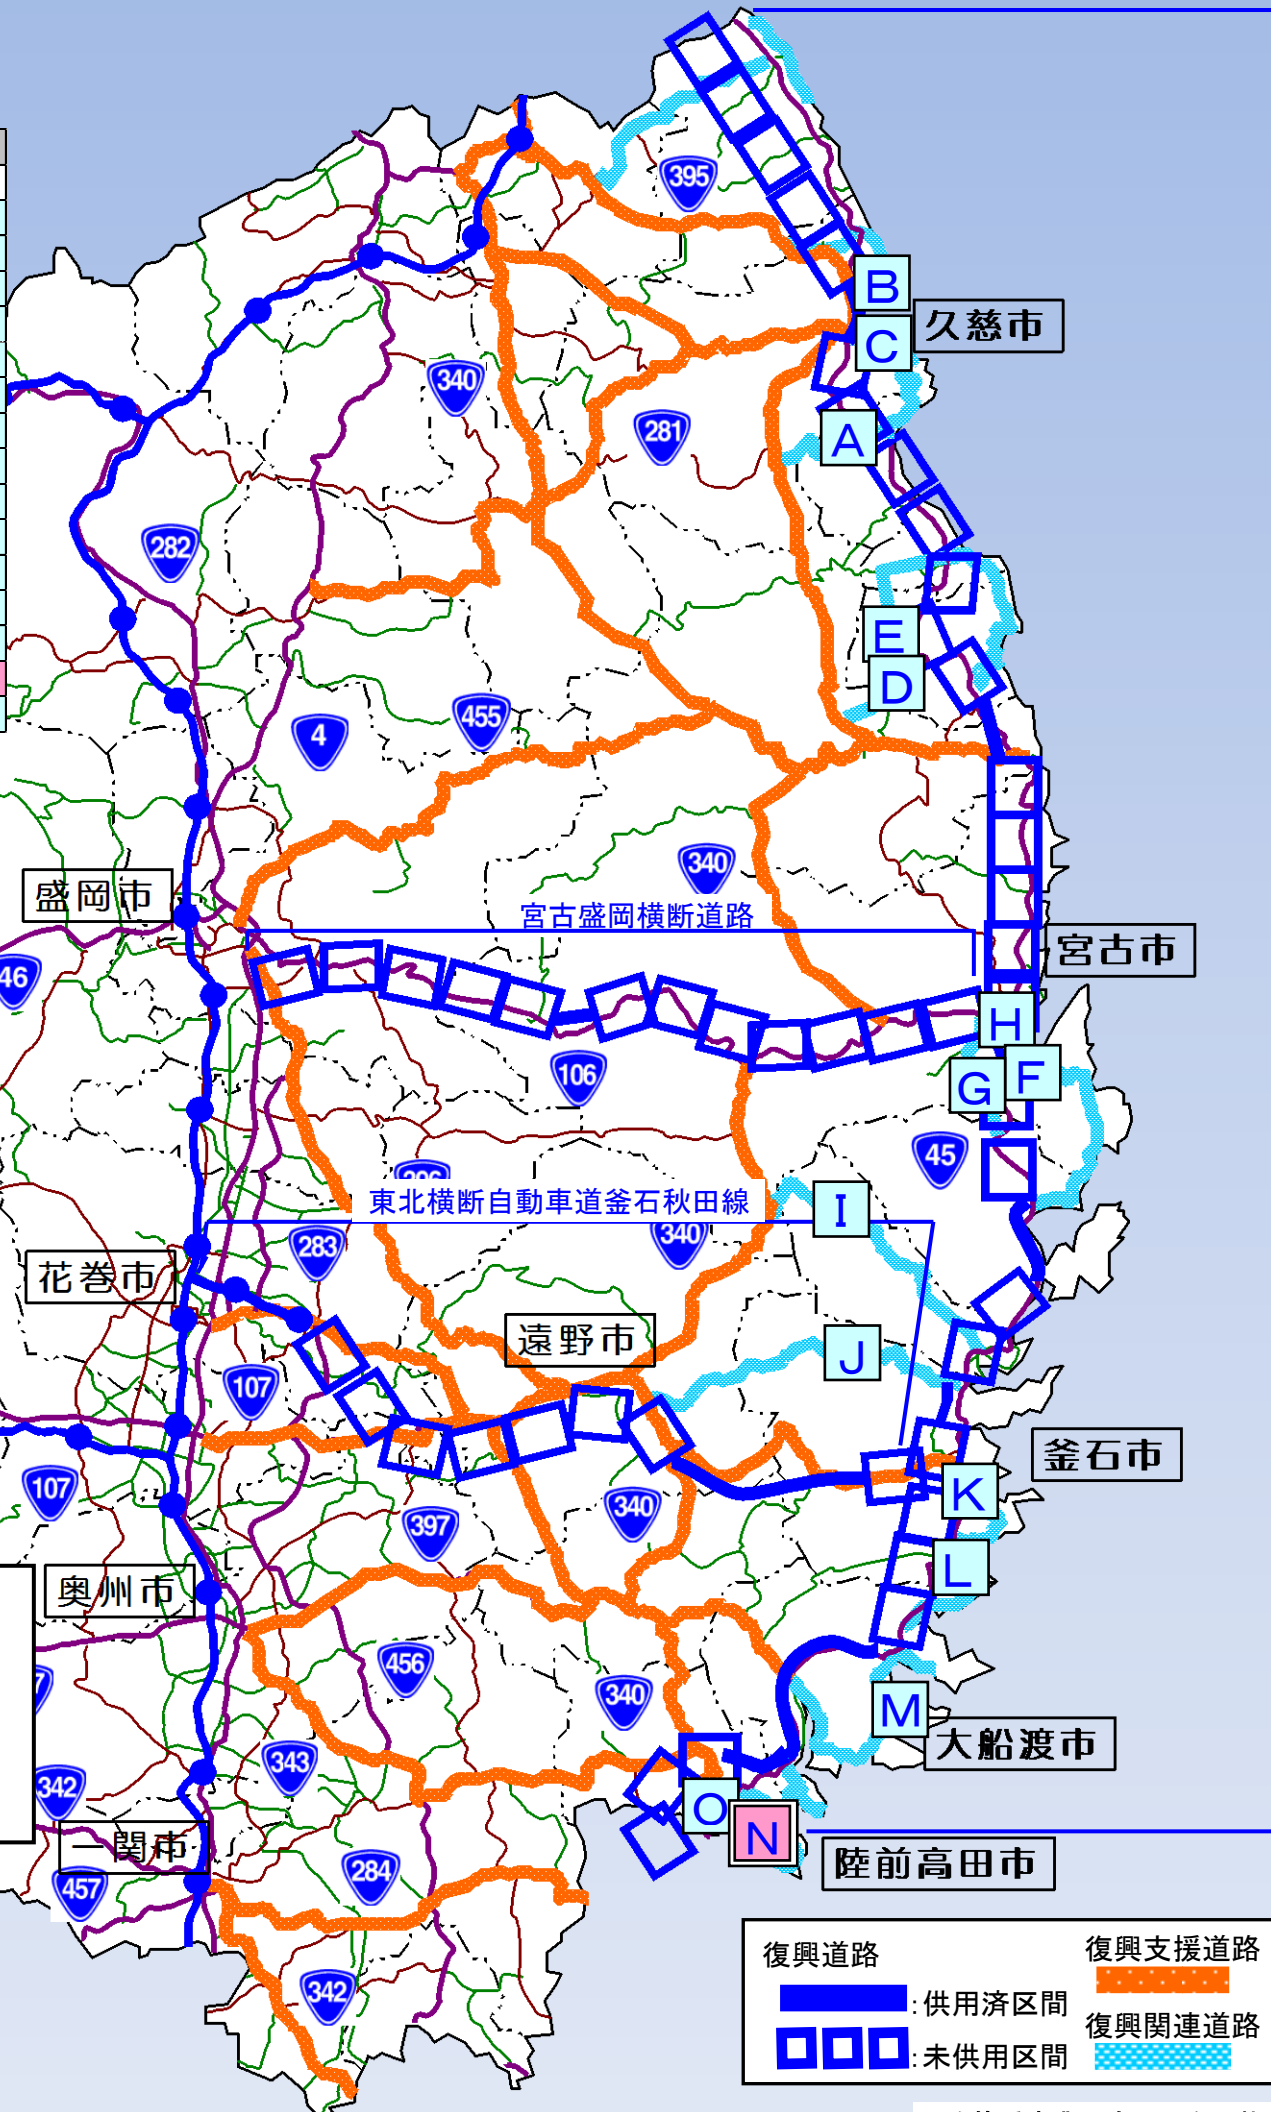 395
B
久慈市
C
340
281
A
282
E
D
455
4
盛岡市
340
宮古盛岡横断道路
宮古市
46
H
106
G
F
45
東北横断自動車道釜石秋田線
I
283
340
花巻市
遠野市
J
107
釜石市
107
K
340
397
奥州市
L
456
340
M
大船渡市
343
342
O
N
一関市
陸前高田市
284
457
342
復興道路
:供用済区間
:未供用区間
復興支援道路
復興関連道路